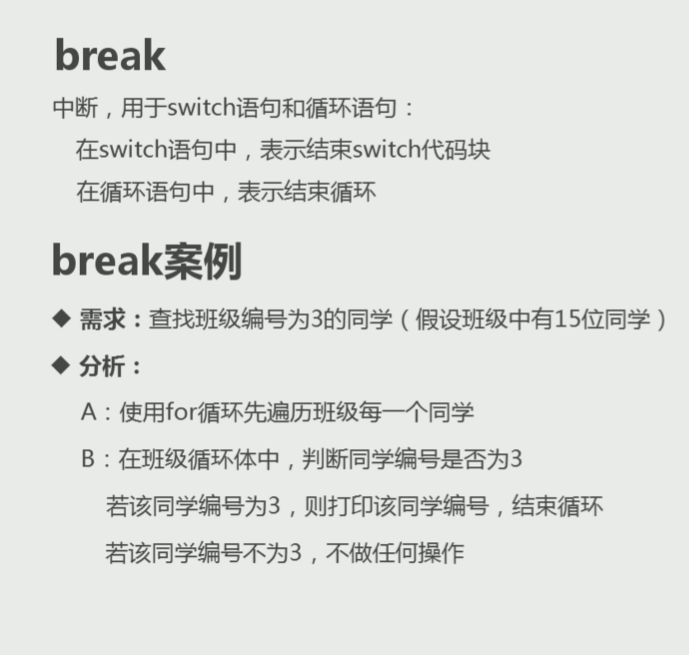 break
中断，用于switch语句和循环语句：
在switch语句中，表示结束switch代码块
在循环语句中，表示结束循环
break案例
◆ 需求：查找班级编号为3的同学（假设班级中有15位同学）
◆ 分析：
A：使用for循环先遍历班级每一个同学
B：在班级循环体中，判断同学编号是否为3
若该同学编号为3，则打印该同学编号，结束循环
若该同学编号不为3，不做任何操作